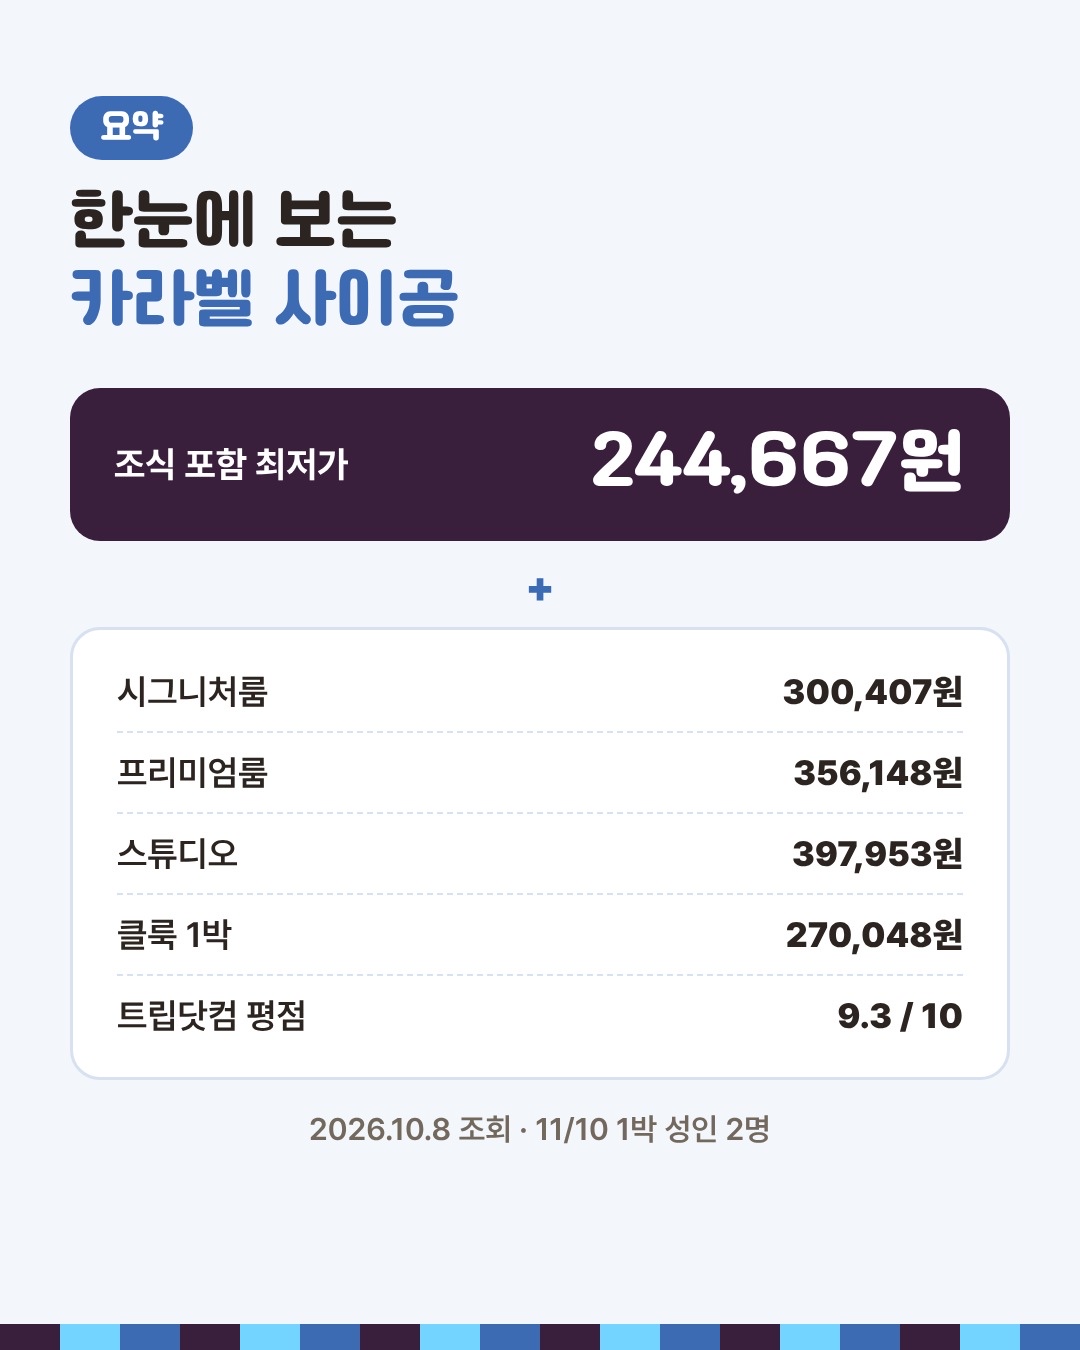 요약
한눈에 보는
카라벨 사이공
조식 포함 최저가 244,667원
+
시그니처룸 300,407원
프리미엄룸 356,148원
스튜디오 397,953원
클룩 1박 270,048원
트립닷컴 평점 9.3 / 10
2026.10.8 조회 · 11/10 1박 성인 2명